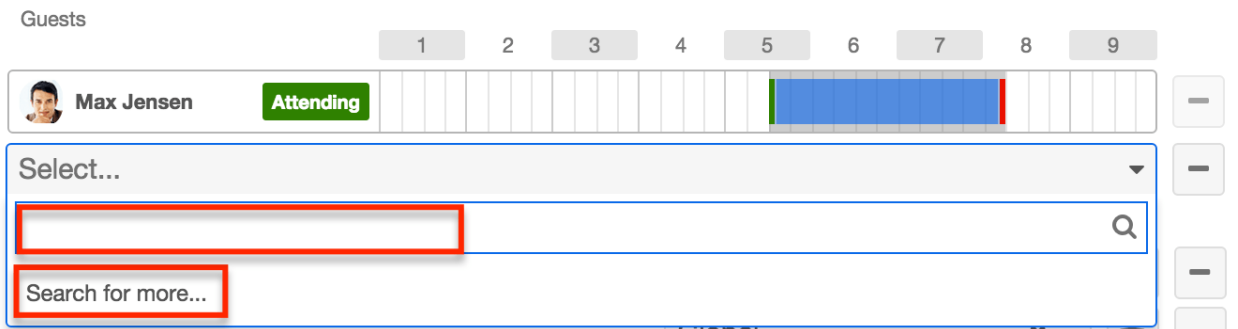 Guests
1 2 3 4 5 6 7 8 9
Max Jensen Attending
Select...
Search for more...